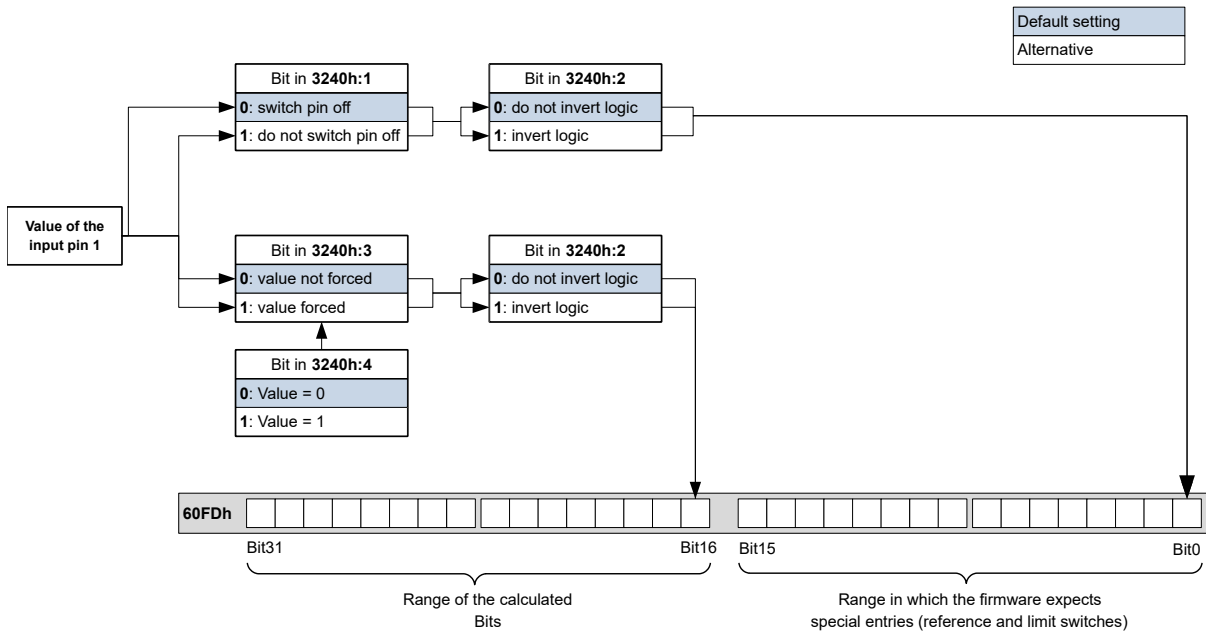 Default setting
Alternative
Bit in 3240h:1
0: switch pin off
1: do not switch pin off
Bit in 3240h:2
0: do not invert logic
1: invert logic
Value of the
input pin 1
Bit in 3240h:3
0: value not forced
1: value forced
Bit in 3240h:2
0: do not invert logic
1: invert logic
Bit in 3240h:4
0: Value = 0
1: Value = 1
60FDh
Bit31
Bit16
Bit15
Bit0
Range of the calculated
Bits
Range in which the firmware expects
special entries (reference and limit switches)